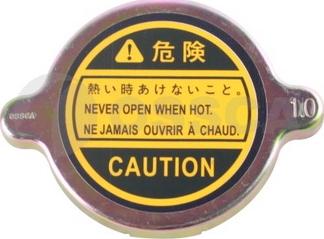 ⚠ 危険
熱い時あけないこと。
NEVER OPEN WHEN HOT.
NE JAMAIS OUVRIR À CHAUD.
CAUTION
1.0